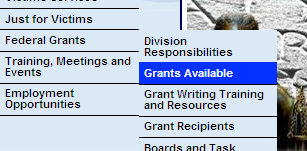 Just for Victims
Federal Grants
Training, Meetings and
Events
Employment
Opportunities
Division
Responsibilities
Grants Available
Grant Writing Training
and Resources
Grant Recipients
Boards and Task